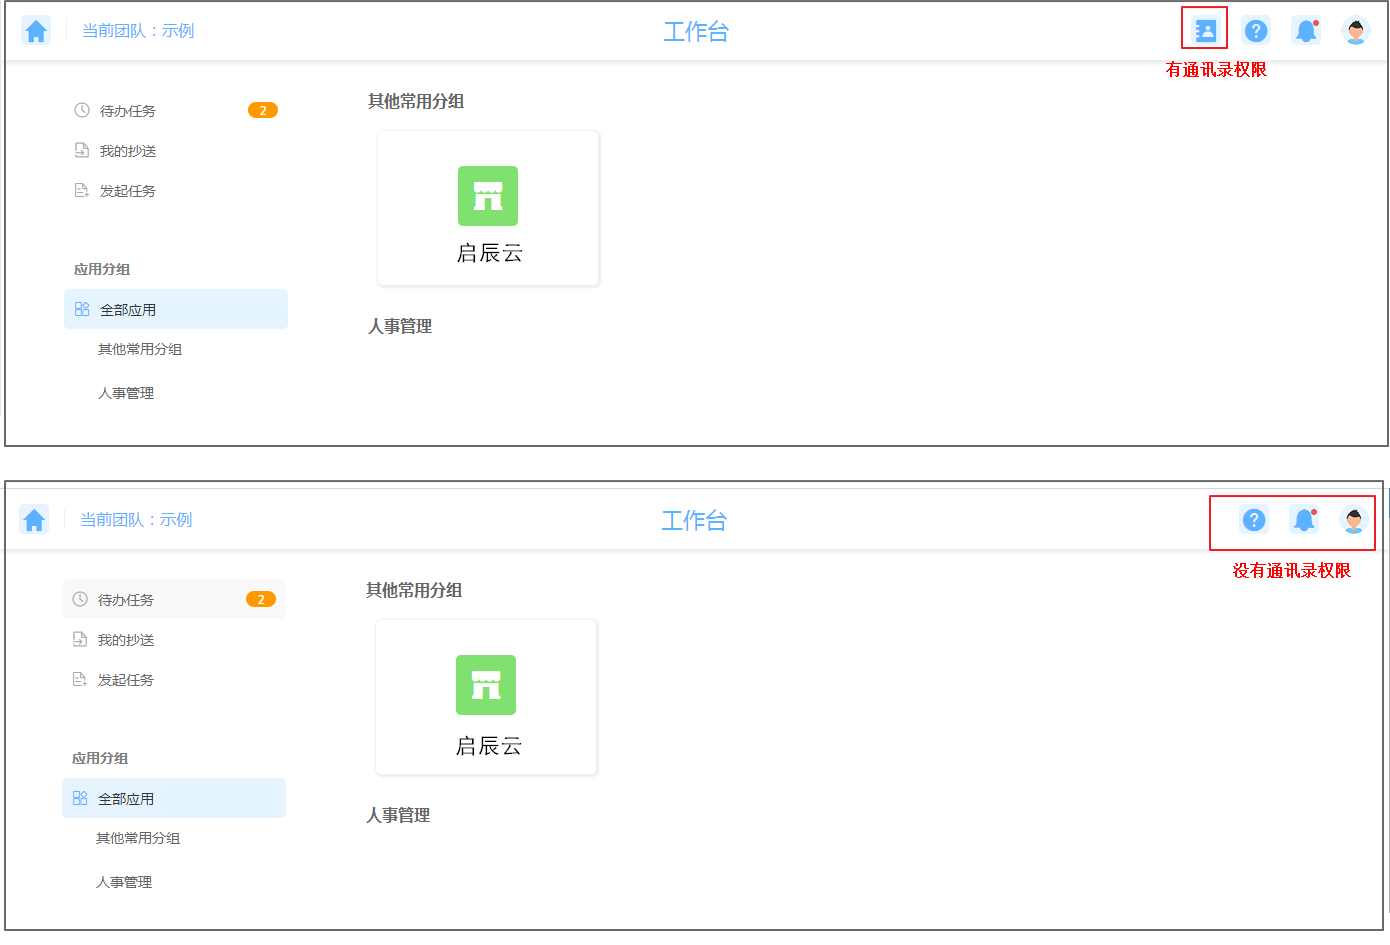 当前团队：示例
工作台
有通讯录权限
待办任务
2
我的抄送
发起任务
应用分组
全部应用
其他常用分组
人事管理
其他常用分组
启辰云
人事管理
当前团队：示例
工作台
没有通讯录权限
待办任务
2
我的抄送
发起任务
应用分组
全部应用
其他常用分组
人事管理
其他常用分组
启辰云
人事管理